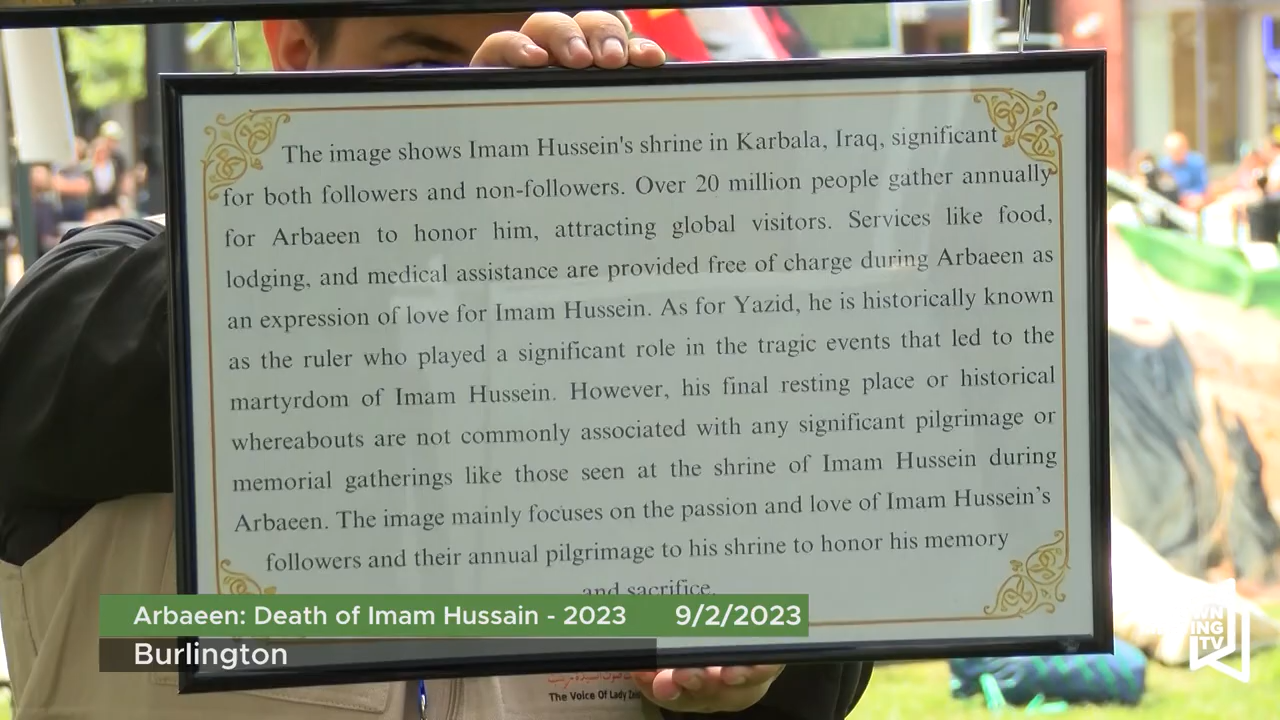 The image shows Imam Hussein's shrine in Karbala, Iraq, significant
for both followers and non-followers. Over 20 million people gather annually
for Arbaeen to honor him, attracting global visitors. Services like food,
lodging, and medical assistance are provided free of charge during Arbaeen as
an expression of love for Imam Hussein. As for Yazid, he is historically known
as the ruler who played a significant role in the tragic events that led to the
martyrdom of Imam Hussein. However, his final resting place or historical
whereabouts are not commonly associated with any significant pilgrimage or
memorial gatherings like those seen at the shrine of Imam Hussein during
Arbaeen. The image mainly focuses on the passion and love of Imam Hussein's
followers and their annual pilgrimage to his shrine to honor his memory
and sacrifice.
Arbaeen: Death of Imam Hussain - 2023 9/2/2023
Burlington
The Voice Of Lady
WN
ING
TV